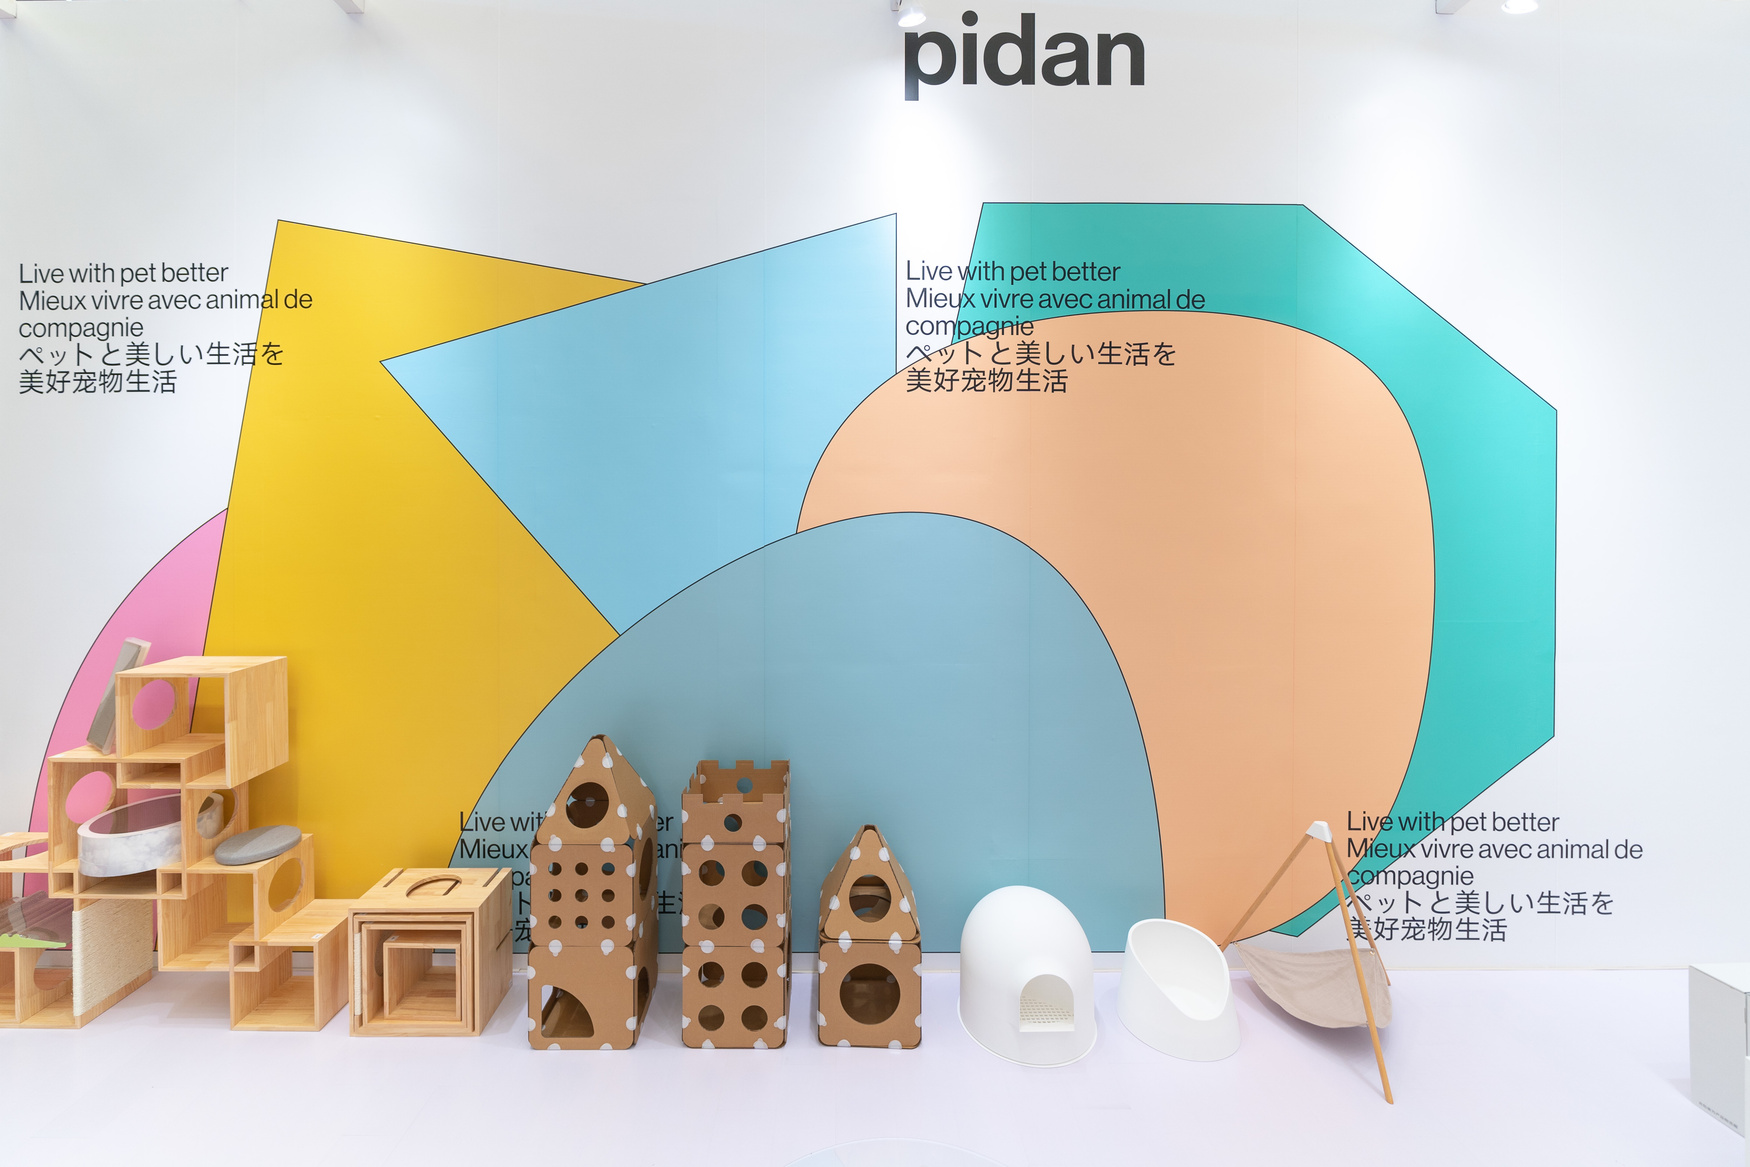 pidan
Live with pet better
Mieux vivre avec animal de
compagnie
ペットと美しい生活を
美好宠物生活
Live with pet better
Mieux vivre avec animal de
compagnie
ペットと美しい生活を
美好宠物生活
Live
Mieux
Live with pet better
Mieux vivre avec animal de
compagnie
ペットと美しい生活を
美好宠物生活